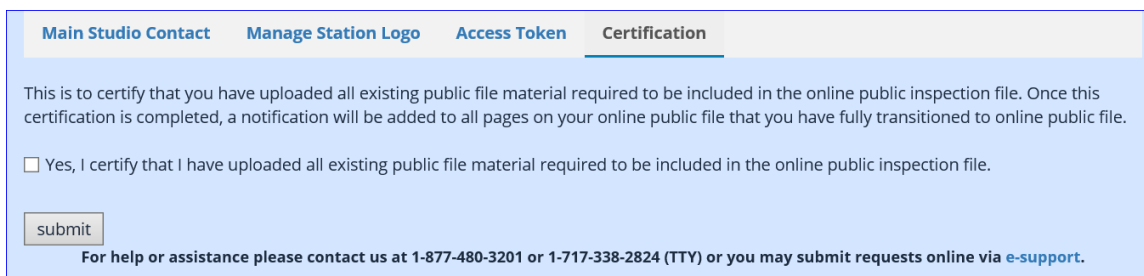 Main Studio Contact Manage Station Logo Access Token Certification
This is to certify that you have uploaded all existing public file material required to be included in the online public inspection file. Once this
certification is completed, a notification will be added to all pages on your online public file that you have fully transitioned to online public file.
Yes, I certify that I have uploaded all existing public file material required to be included in the online public inspection file.
submit
For help or assistance please contact us at 1-877-480-3201 or 1-717-338-2824 (TTY) or you may submit requests online via e-support.